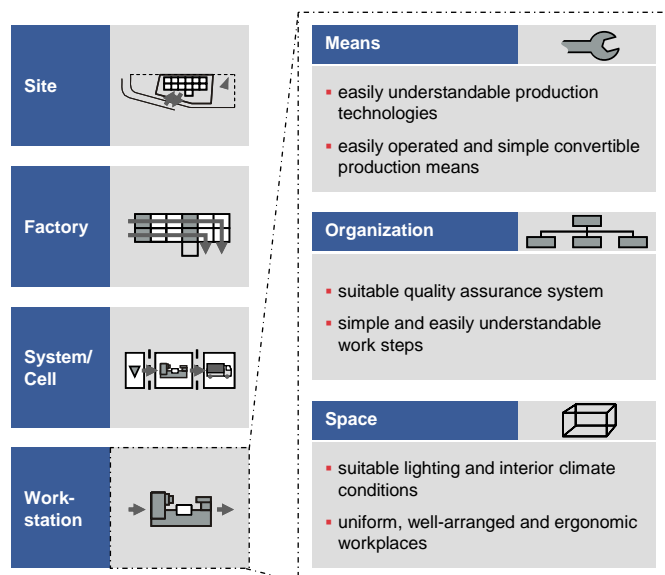 Site
Factory
System/
Cell
Work-
station
Means
easily understandable production
technologies
easily operated and simple convertible
production means
Organization
suitable quality assurance system
simple and easily understandable
work steps
Space
suitable lighting and interior climate
conditions
uniform, well-arranged and ergonomic
workplaces